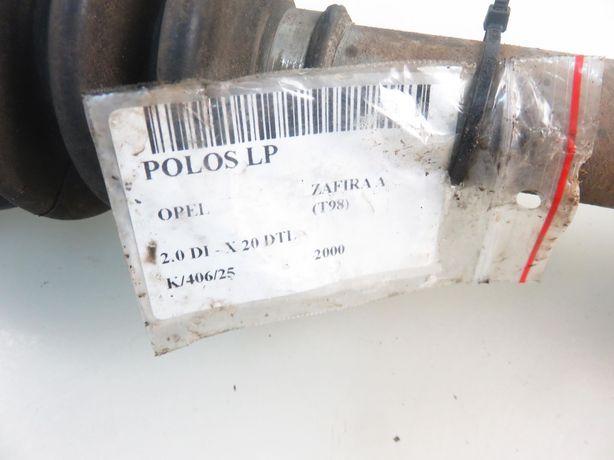 POLOS LP
OPEL ZAFIRA A
(T98)
2.0 DI - X 20 DTL
2000
K/406/25